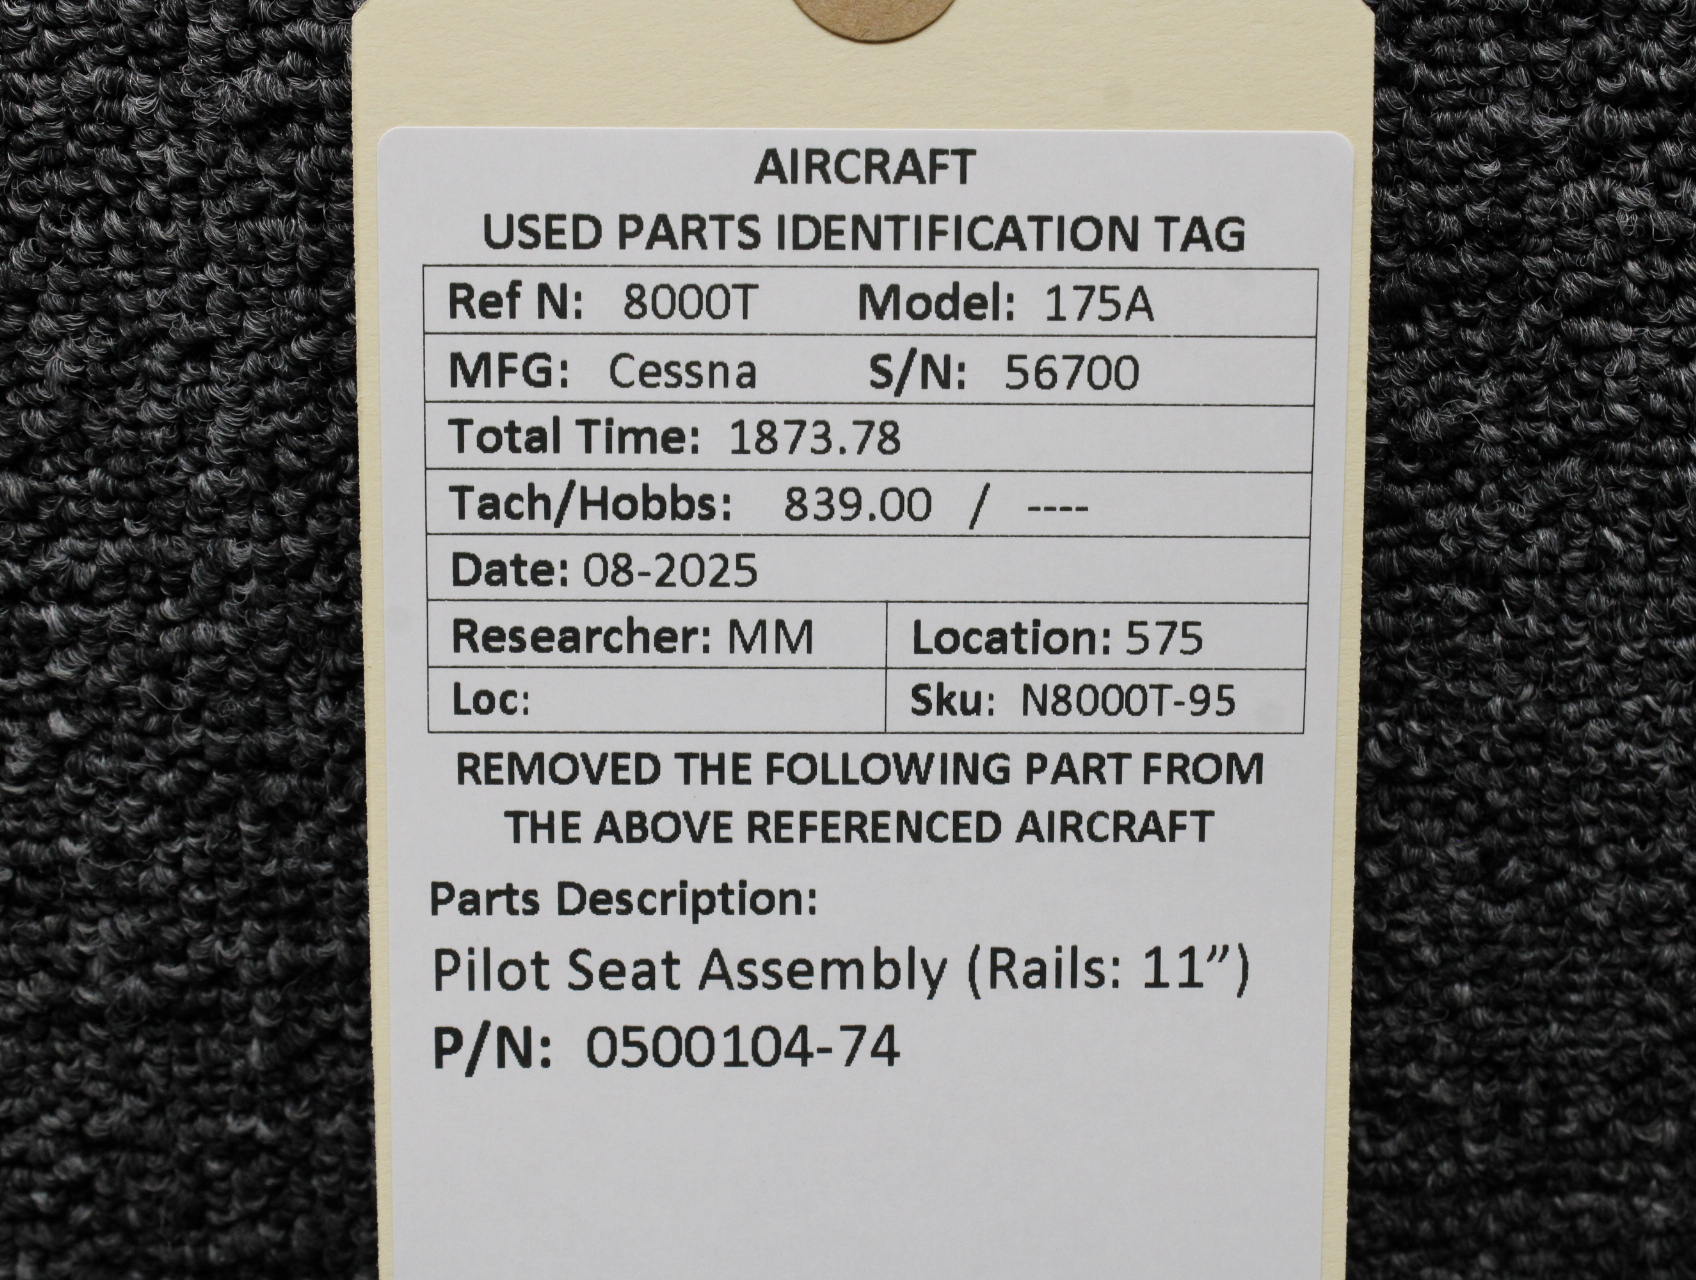 AIRCRAFT
USED PARTS IDENTIFICATION TAG
Ref N: 8000T Model: 175A
MFG: Cessna S/N: 56700
Total Time: 1873.78
Tach/Hobbs: 839.00 / ----
Date: 08-2025
Researcher: MM Location: 575
Loc: Sku: N8000T-95
REMOVED THE FOLLOWING PART FROM
THE ABOVE REFERENCED AIRCRAFT
Parts Description:
Pilot Seat Assembly (Rails: 11”)
P/N: 0500104-74